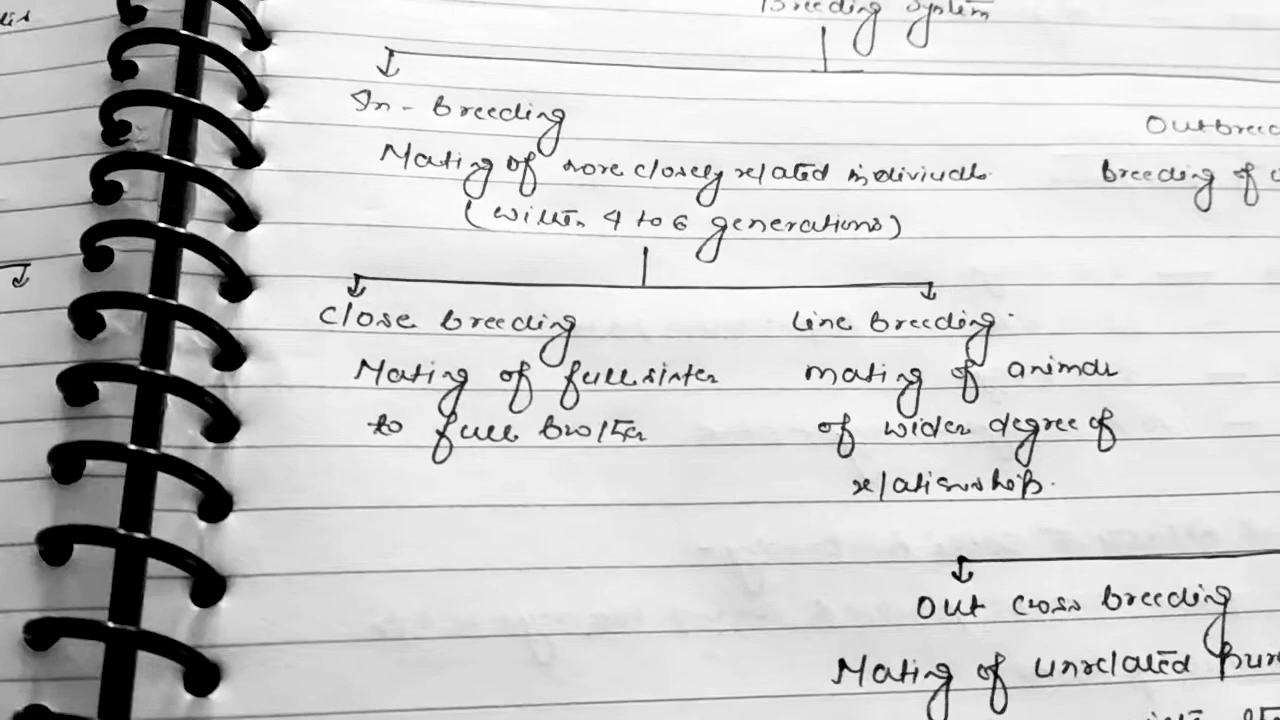 Breeding System
In-breeding
Outbreed
Mating of more closely related individuals
breeding of
(within 4 to 6 generations)
Close breeding
Line breeding
Mating of full sister
to full brother
mating of animals
of wider degree of
relationship.
Out cross breeding
Mating of unrelated pur